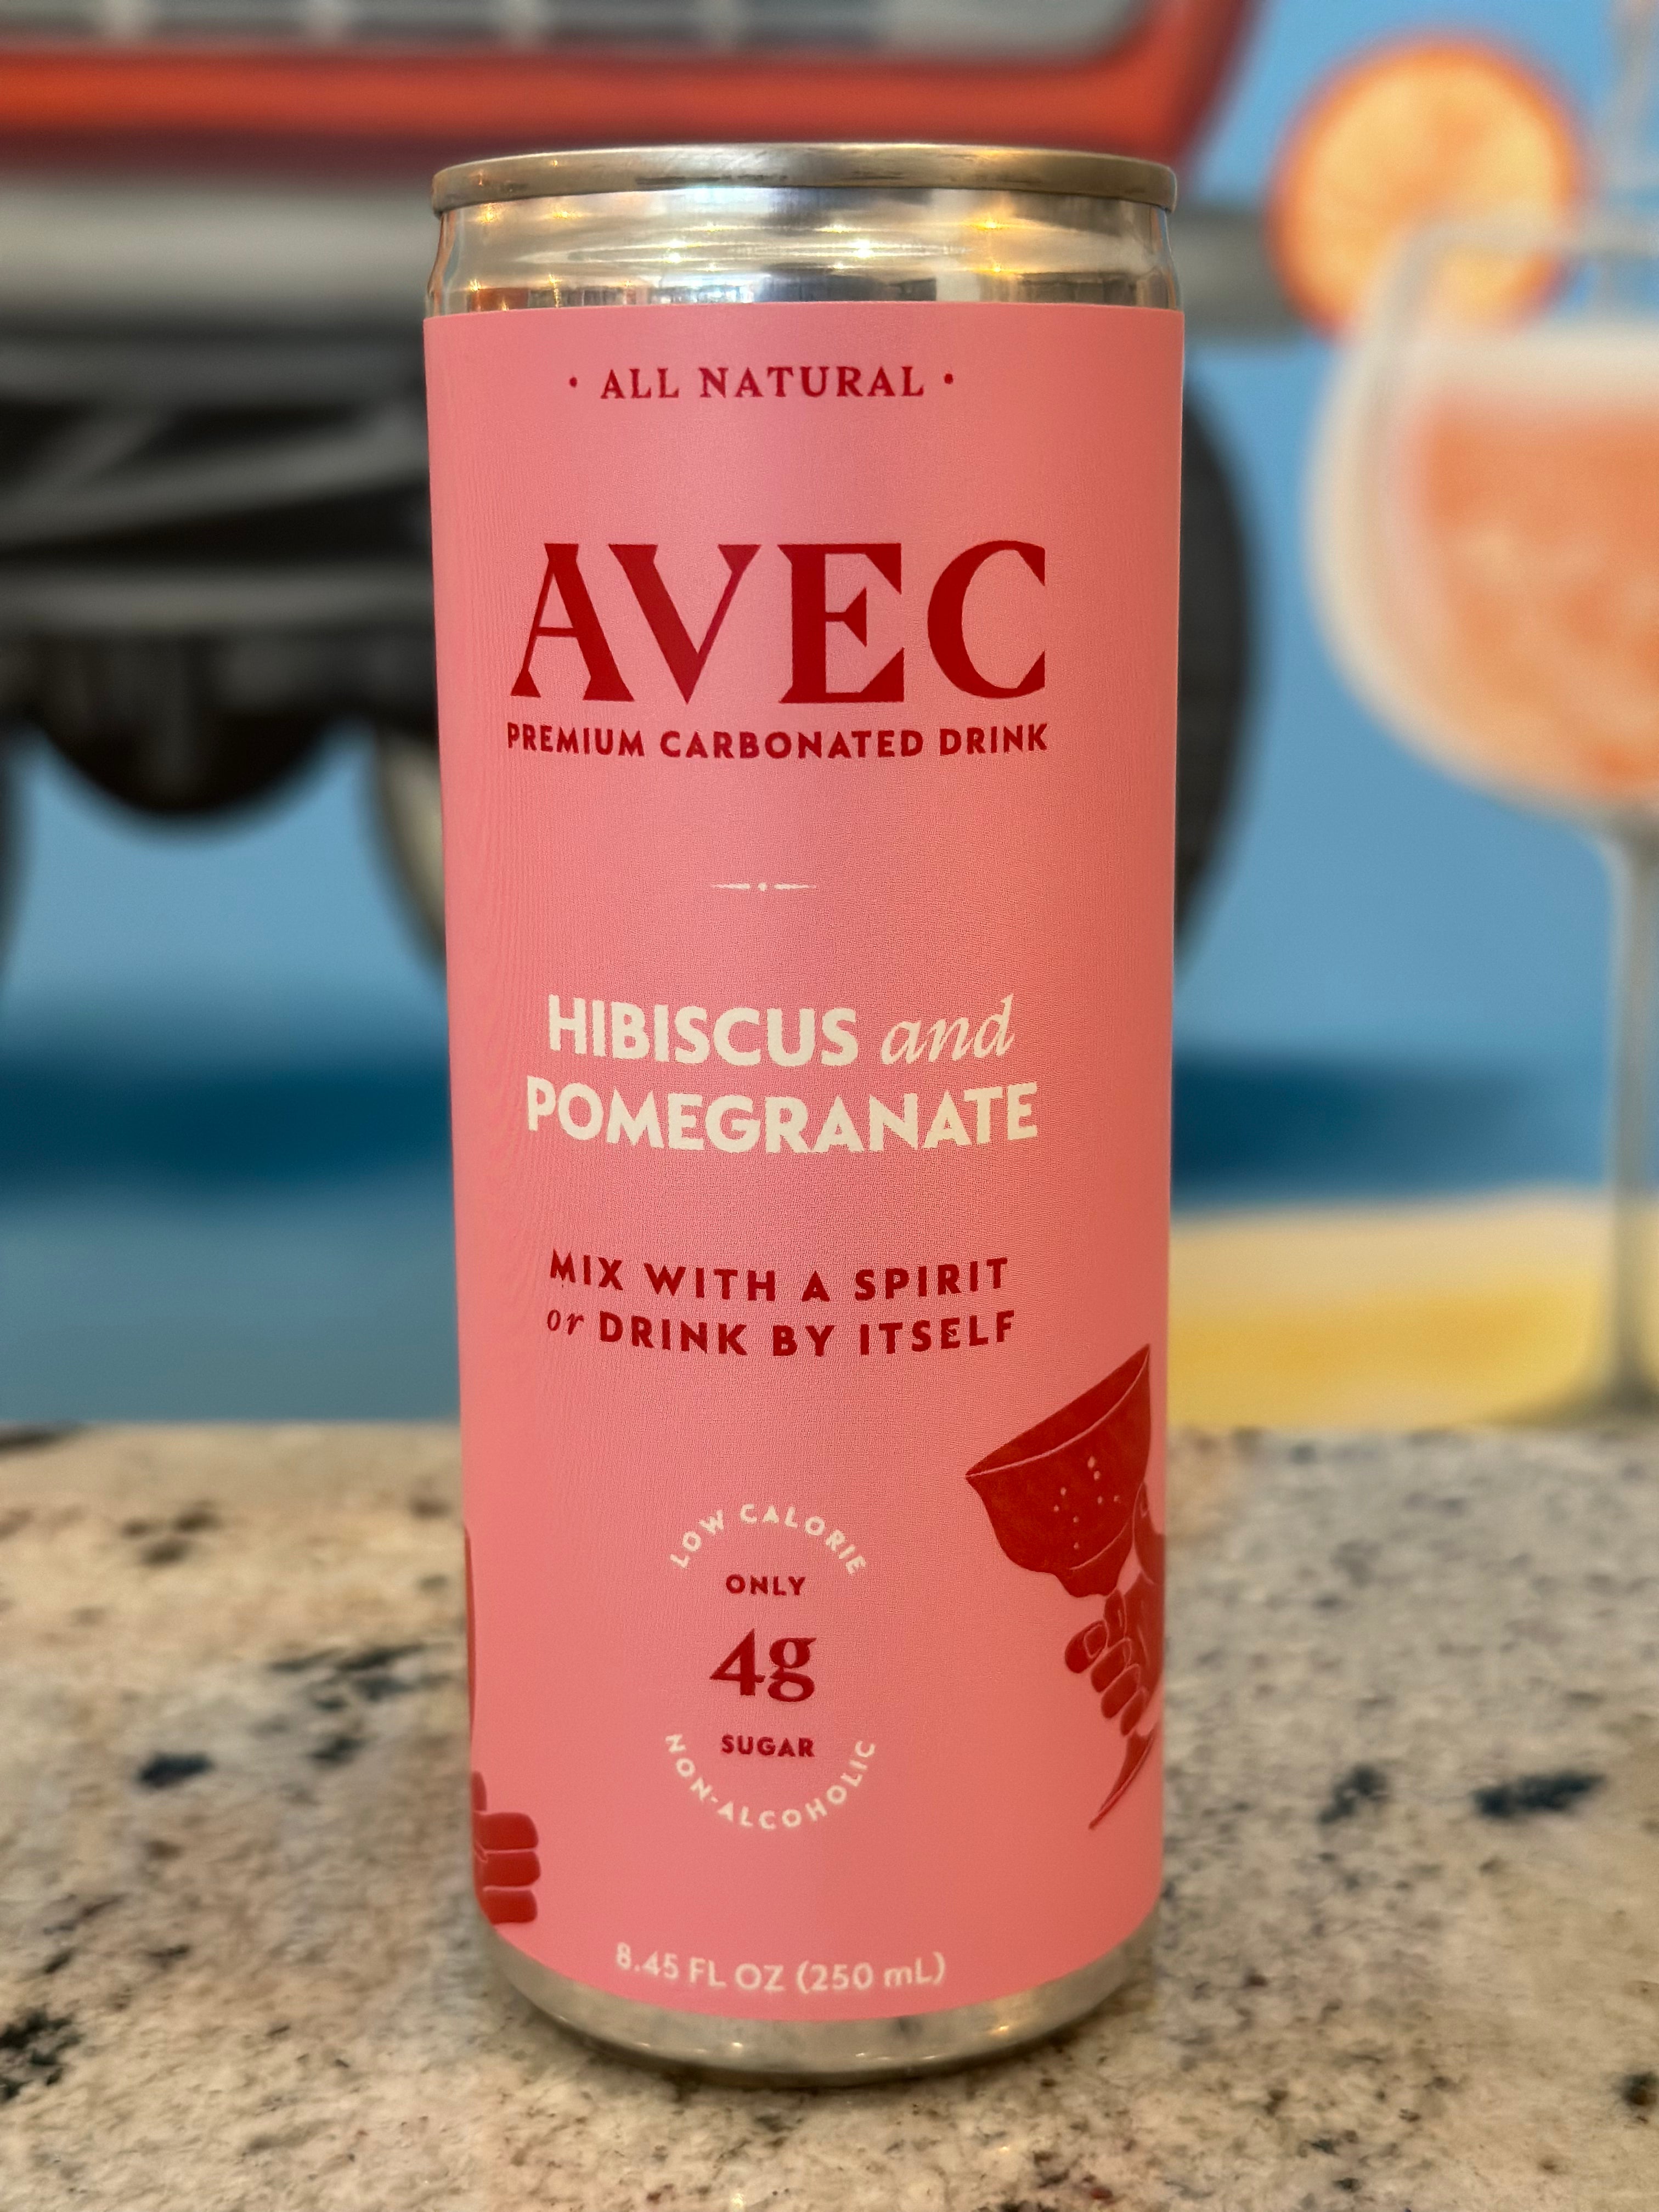 • ALL NATURAL •
AVEC
PREMIUM CARBONATED DRINK
HIBISCUS and
POMEGRANATE
MIX WITH A SPIRIT
or DRINK BY ITSELF
LOW CALORIE
ONLY
4g
SUGAR
NON-ALCOHOLIC
8.45 FL OZ (250 mL)